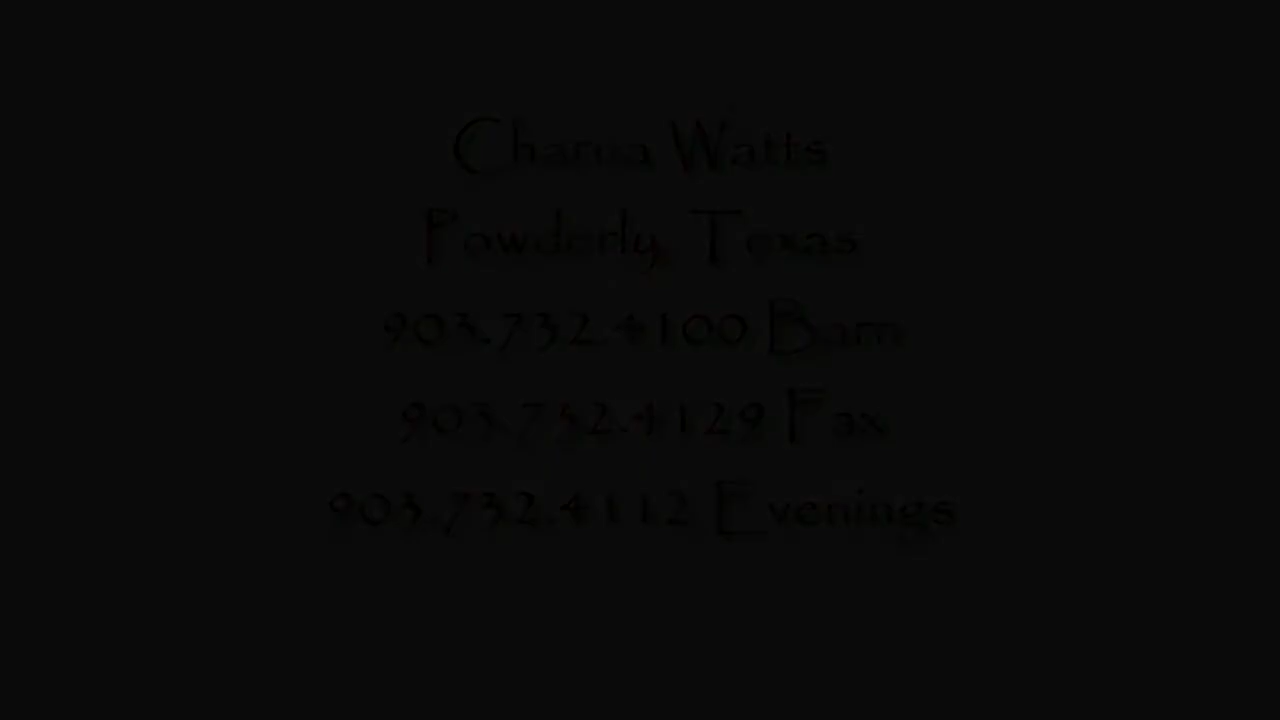 Watts
Powderly, Texas
903.732.4100 Barn
903.732.4129 Fax
903.732.4112 Evenings